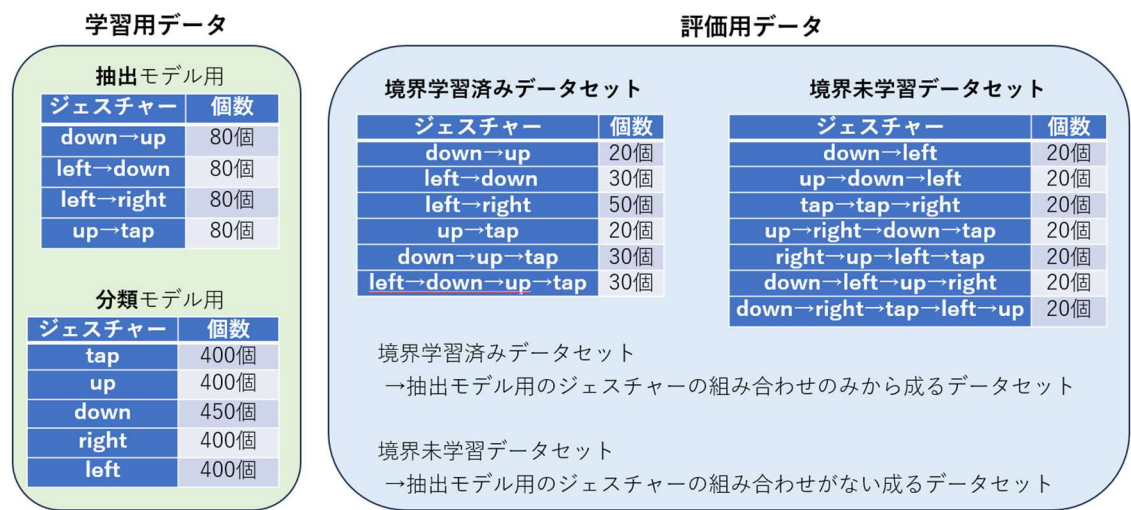 学習用データ
抽出モデル用
ジェスチャー 個数
down→up 80個
left→down 80個
left→right 80個
up→tap 80個
分類モデル用
ジェスチャー 個数
tap 400個
up 400個
down 450個
right 400個
left 400個
評価用データ
境界学習済みデータセット
ジェスチャー 個数
down→up 20個
left→down 30個
left→right 50個
up→tap 20個
down→up→tap 30個
left→down→up→tap 30個
境界未学習データセット
ジェスチャー 個数
down→left 20個
up→down→left 20個
tap→tap→right 20個
up→right→down→tap 20個
right→up→left→tap 20個
down→left→up→right 20個
down→right→tap→left→up 20個
境界学習済みデータセット
→抽出モデル用のジェスチャーの組み合わせのみから成るデータセット
境界未学習データセット
→抽出モデル用のジェスチャーの組み合わせがない成るデータセット